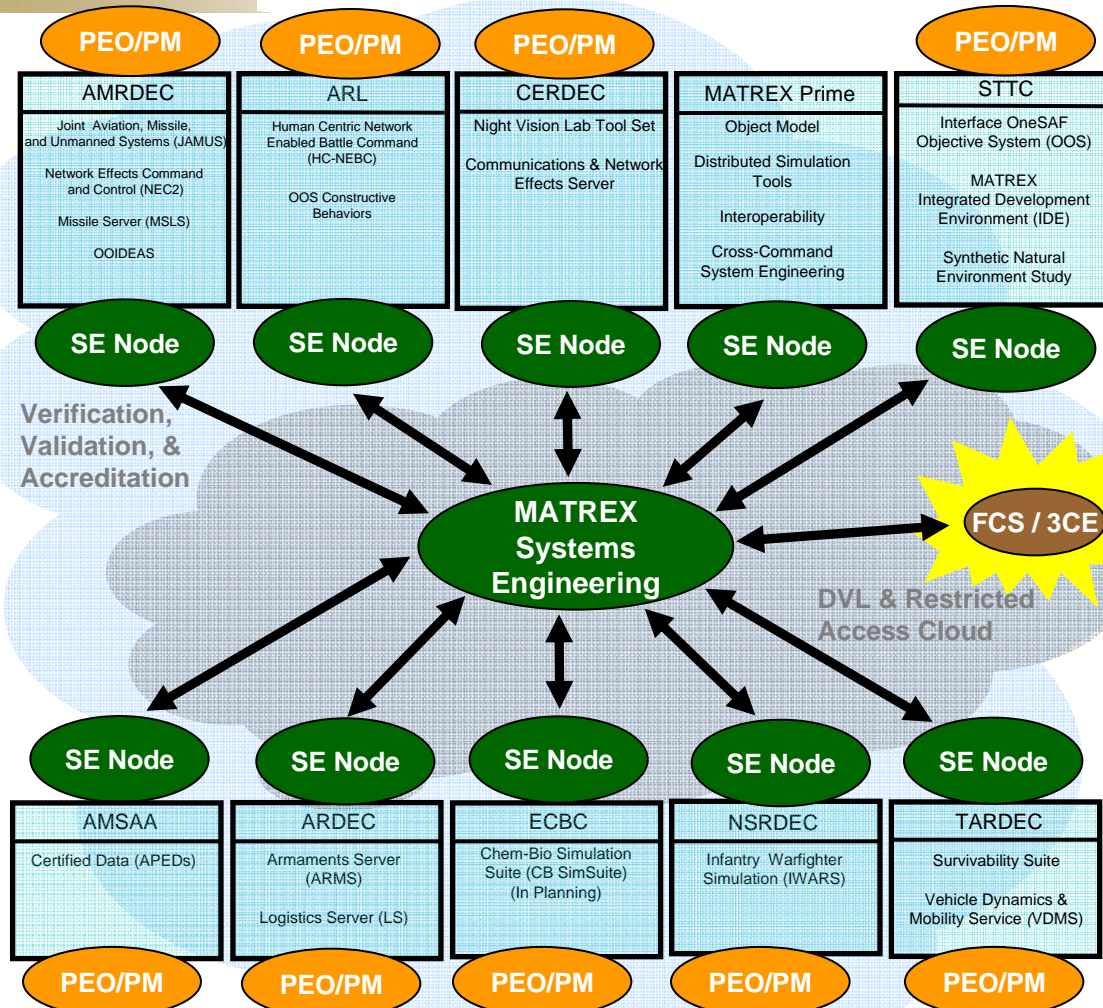 PEO/PM
PEO/PM
PEO/PM
PEO/PM
AMRDEC
Joint Aviation, Missile,
and Unmanned Systems (JAMUS)
Network Effects Command
and Control (NEC2)
Missile Server (MSLS)
OOIDEAS
ARL
Human Centric Network
Enabled Battle Command
(HC-NEBC)
OOS Constructive
Behaviors
CERDEC
Night Vision Lab Tool Set
Communications & Network
Effects Server
MATREX Prime
Object Model
Distributed Simulation
Tools
Interoperability
Cross-Command
System Engineering
STTC
Interface OneSAF
Objective System (OOS)
MATREX
Integrated Development
Environment (IDE)
Synthetic Natural
Environment Study
SE Node
SE Node
SE Node
SE Node
SE Node
Verification,
Validation, &
Accreditation
MATREX
Systems
Engineering
FCS / 3CE
DVL & Restricted
Access Cloud
SE Node
SE Node
SE Node
SE Node
SE Node
AMSAA
Certified Data (APEDs)
ARDEC
Armaments Server
(ARMS)
Logistics Server (LS)
ECBC
Chem-Bio Simulation
Suite (CB SimSuite)
(In Planning)
NSRDEC
Infantry Warfighter
Simulation (IWARS)
TARDEC
Survivability Suite
Vehicle Dynamics &
Mobility Service (VDMS)
PEO/PM
PEO/PM
PEO/PM
PEO/PM
PEO/PM